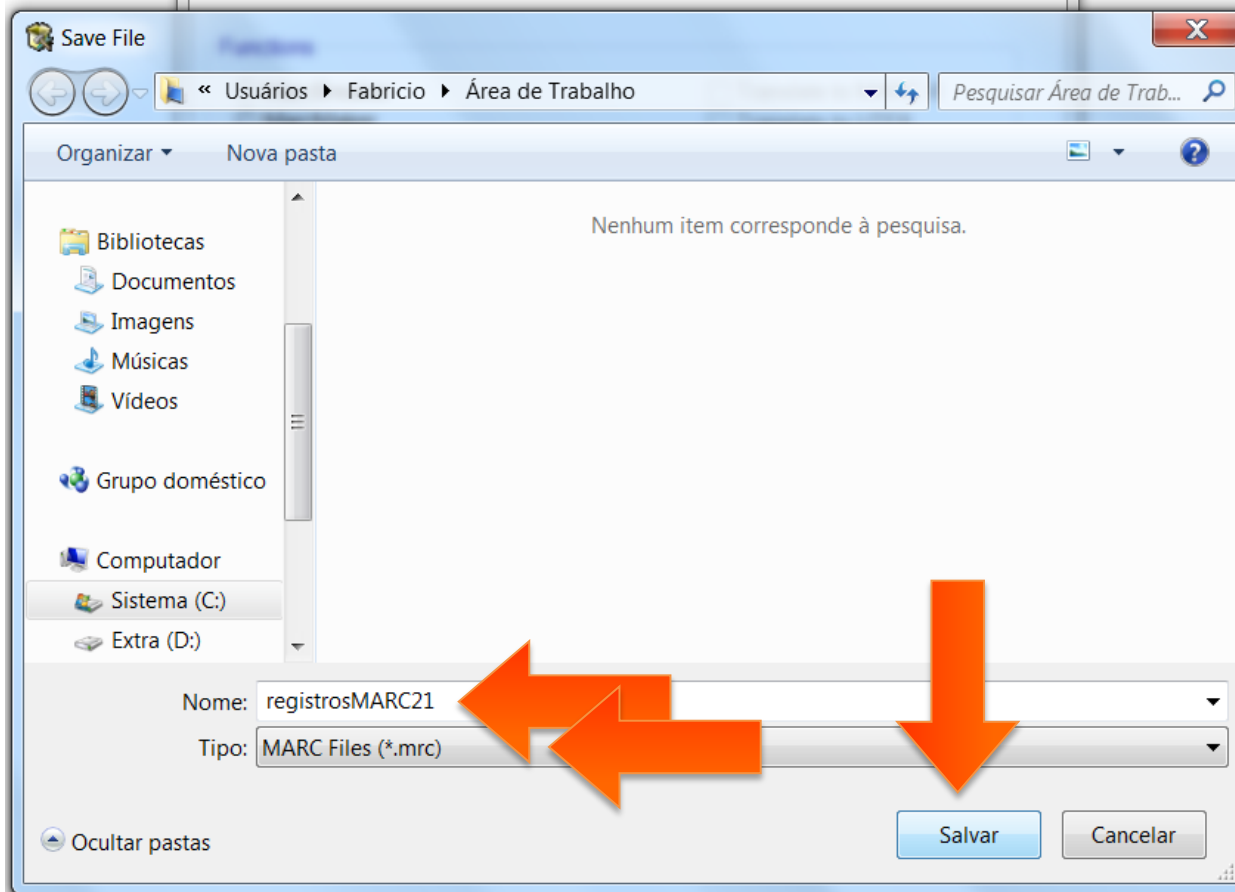 Save File
Functions
« Usuários Fabricio Área de Trabalho
Pesquisar Área de Trab...
Organizar Nova pasta
Nenhum item corresponde à pesquisa.
Bibliotecas
Documentos
Imagens
Músicas
Vídeos
Grupo doméstico
Computador
Sistema (C:)
Extra (D:)
Nome: registrosMARC21
Tipo: MARC Files (*.mrc)
Ocultar pastas
Salvar Cancelar